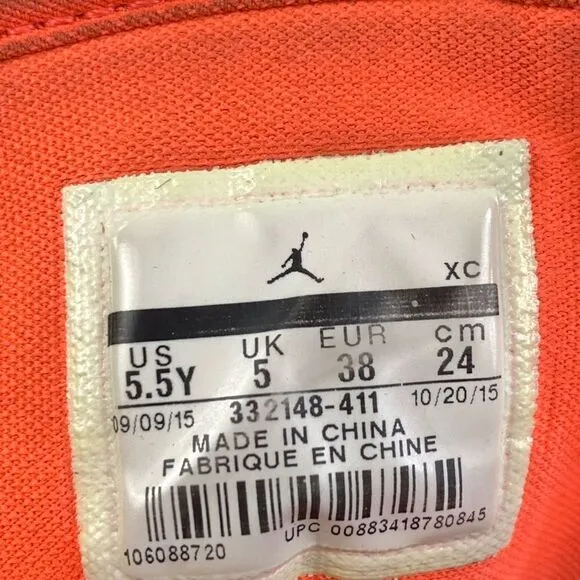 XC
US UK EUR cm
5.5Y 5 38 24
09/09/15 332148-411 10/20/15
MADE IN CHINA
FABRIQUE EN CHINE
UPC 00883418780845
106088720